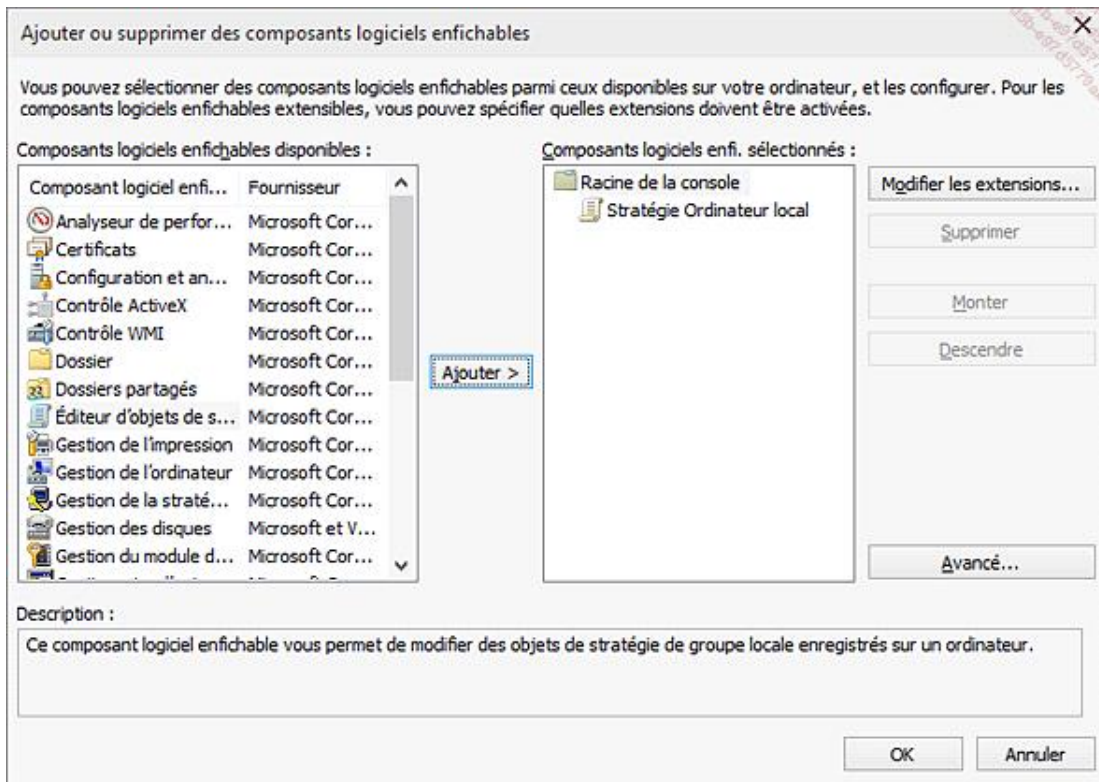 Ajouter ou supprimer des composants logiciels enfichables
Vous pouvez sélectionner des composants logiciels enfichables parmi ceux disponibles sur votre ordinateur, et les configurer. Pour les
composants logiciels enfichables extensibles, vous pouvez spécifier quelles extensions doivent être activées.
Composants logiciels enfichables disponibles :
Composant logiciel enfi... Fournisseur
Analyseur de perfor... Microsoft Cor...
Certificats Microsoft Cor...
Configuration et an... Microsoft Cor...
Contrôle ActiveX Microsoft Cor...
Contrôle WMI Microsoft Cor...
Dossier Microsoft Cor...
Dossiers partagés Microsoft Cor...
Éditeur d'objets de s... Microsoft Cor...
Gestion de l'impression Microsoft Cor...
Gestion de l'ordinateur Microsoft Cor...
Gestion de la straté... Microsoft Cor...
Gestion des disques Microsoft et V...
Gestion du module d... Microsoft Cor...
Ajouter >
Composants logiciels enfi. sélectionnés :
Racine de la console
Stratégie Ordinateur local
Modifier les extensions...
Supprimer
Monter
Descendre
Avancé...
Description :
Ce composant logiciel enfichable vous permet de modifier des objets de stratégie de groupe locale enregistrés sur un ordinateur.
OK
Annuler